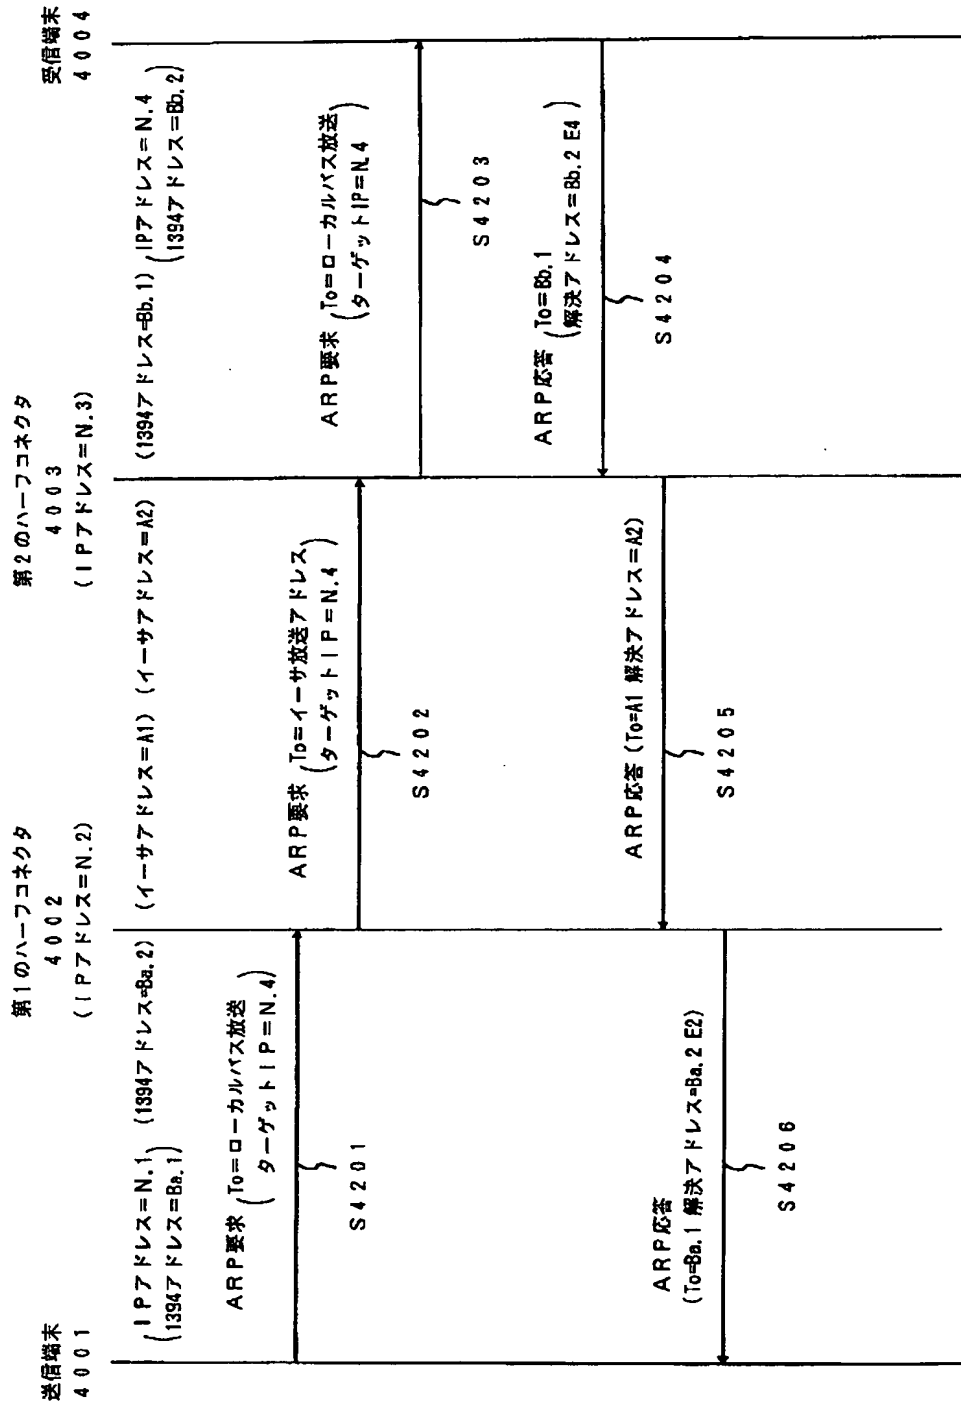 送信端末
4001
第1のハーフコネクタ
4002
(IPアドレス=N.2)
第2のハーフコネクタ
4003
(IPアドレス=N.3)
受信端末
4004
(IPアドレス=N.1
1394アドレス=Ba.1)
(1394アドレス=Ba.2)
(イーサアドレス=A1)
(イーサアドレス=A2)
(1394アドレス=Bb.1)
(IPアドレス=N.4
1394アドレス=Bb.2)
ARP要求 (To=ローカルバス放送
ターゲットIP=N.4)
S4201
ARP要求 (To=イーサ放送アドレス
ターゲットIP=N.4)
S4202
ARP要求 (To=ローカルバス放送
ターゲットIP=N.4)
S4203
ARP応答 (To=Bb.1
解決アドレス=Bb.2 E4)
S4204
ARP応答 (To=A1 解決アドレス=A2)
S4205
ARP応答
(To=Ba.1 解決アドレス=Ba.2 E2)
S4206